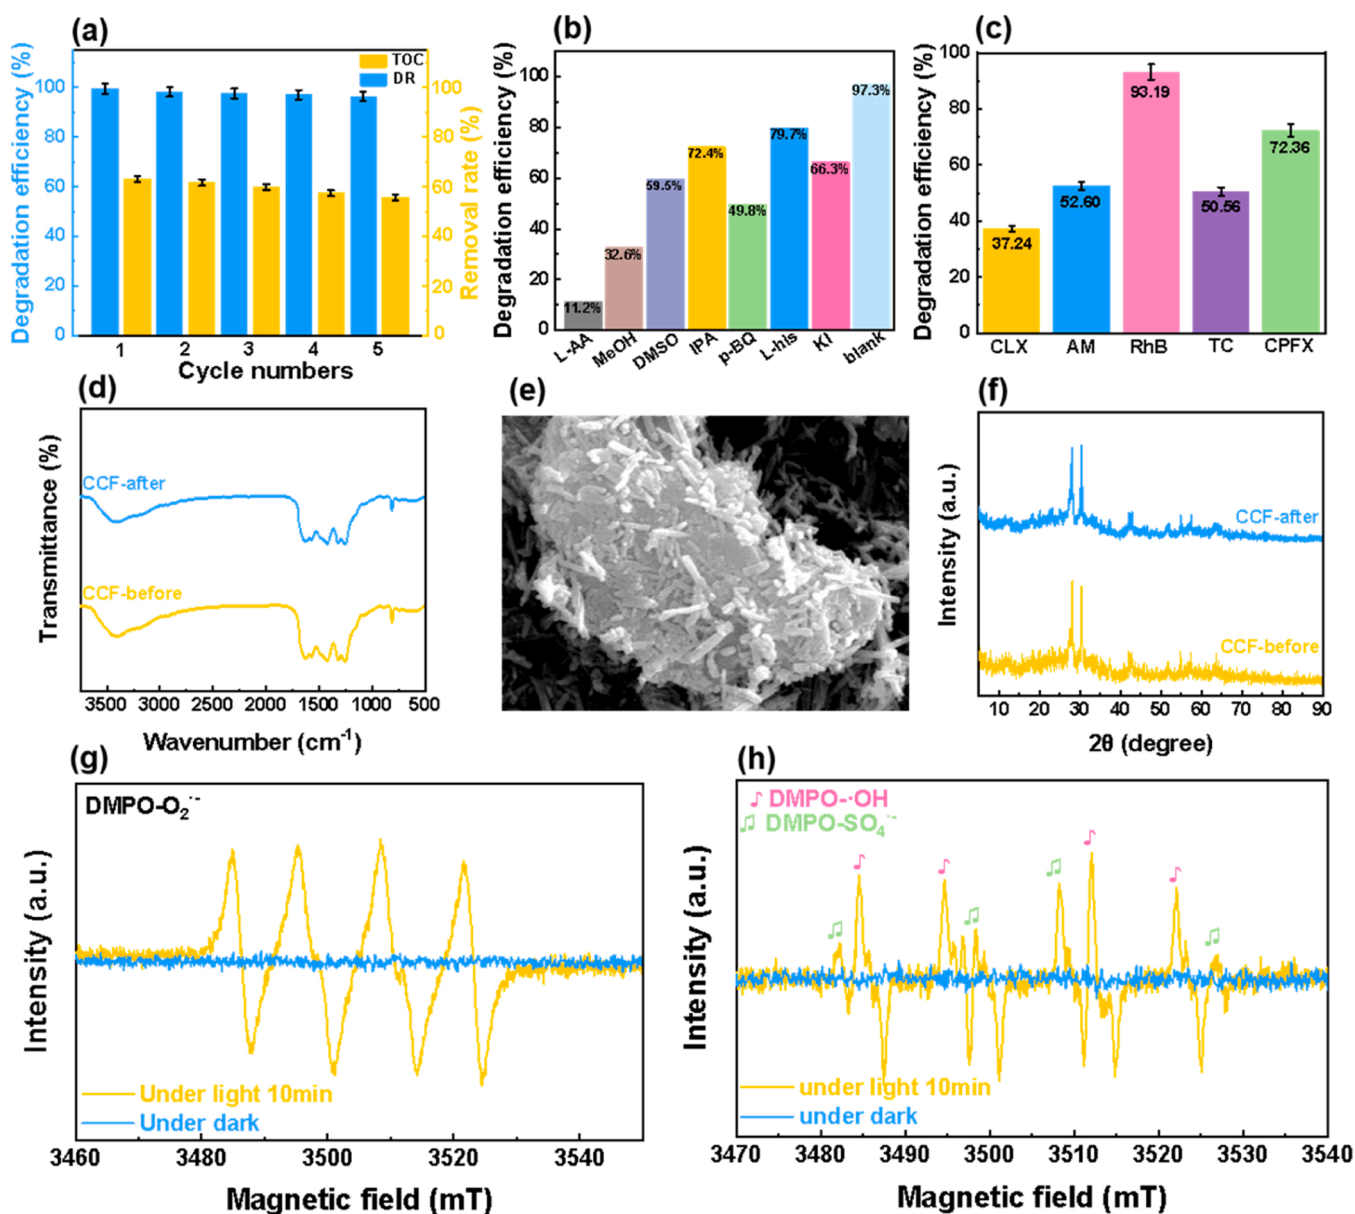 (a)
Degradation efficiency (%)
100
80
60
40
20
0
TOC
DR
100
80
60
40
20
0
Removal rate (%)
1 2 3 4 5
Cycle numbers
(b)
Degradation efficiency (%)
100
80
60
40
20
0
11.2%
32.6%
59.5%
72.4%
49.8%
79.7%
66.3%
97.3%
L-AA MeOH DMSO IPA p-BQ L-his KI blank
(c)
Degradation efficiency (%)
100
80
60
40
20
0
37.24
52.60
93.19
50.56
72.36
CLX AM RhB TC CPFX
(d)
Transmittance (%)
CCF-after
CCF-before
3500 3000 2500 2000 1500 1000 500
Wavenumber (cm⁻¹)
(e)
(f)
Intensity (a.u.)
CCF-after
CCF-before
10 20 30 40 50 60 70 80 90
2θ (degree)
(g)
DMPO-O₂·⁻
Intensity (a.u.)
Under light 10min
Under dark
3460 3480 3500 3520 3540
Magnetic field (mT)
(h)
DMPO-·OH
DMPO-SO₄·⁻
Intensity (a.u.)
under light 10min
under dark
3470 3480 3490 3500 3510 3520 3530 3540
Magnetic field (mT)